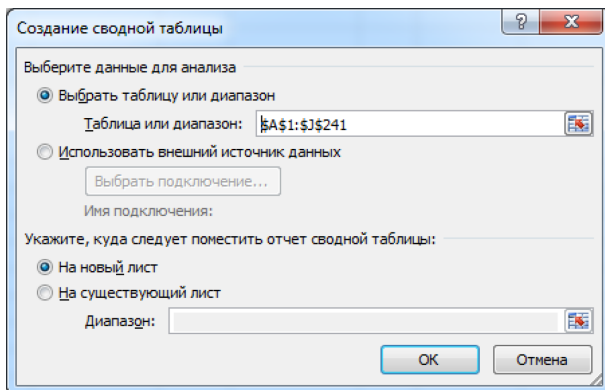 Создание сводной таблицы
Выберите данные для анализа
Выбрать таблицу или диапазон
Таблица или диапазон: $A$1:$J$241
Использовать внешний источник данных
Выбрать подключение...
Имя подключения:
Укажите, куда следует поместить отчет сводной таблицы:
На новый лист
На существующий лист
Диапазон:
ОК Отмена